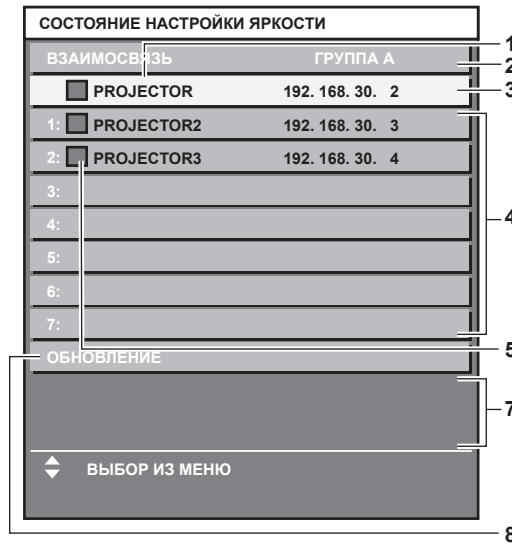 СОСТОЯНИЕ НАСТРОЙКИ ЯРКОСТИ
ВЗАИМОСВЯЗЬ ГРУППА A 1
2
PROJECTOR 192. 168. 30. 2 3
1: PROJECTOR2 192. 168. 30. 3
2: PROJECTOR3 192. 168. 30. 4
3:
4: 4
5:
6:
7:
ОБНОВЛЕНИЕ 5
7
ВЫБОР ИЗ МЕНЮ
8